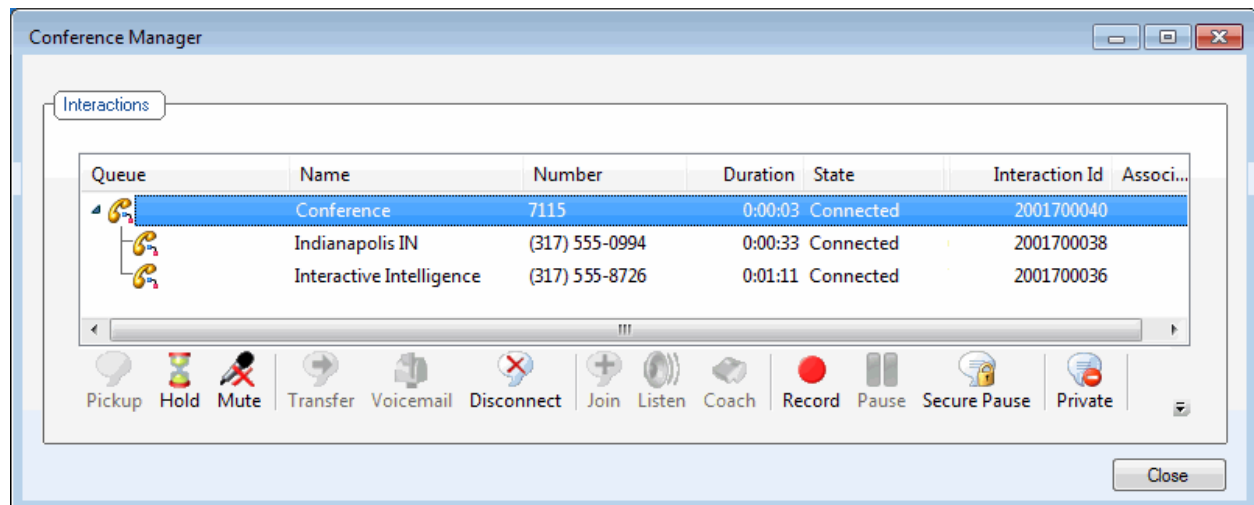 Conference Manager
Interactions
Queue Name Number Duration State Interaction Id Associ...
Conference 7115 0:00:03 Connected 2001700040
Indianapolis IN (317) 555-0994 0:00:33 Connected 2001700038
Interactive Intelligence (317) 555-8726 0:01:11 Connected 2001700036
Pickup Hold Mute Transfer Voicemail Disconnect Join Listen Coach Record Pause Secure Pause Private
Close